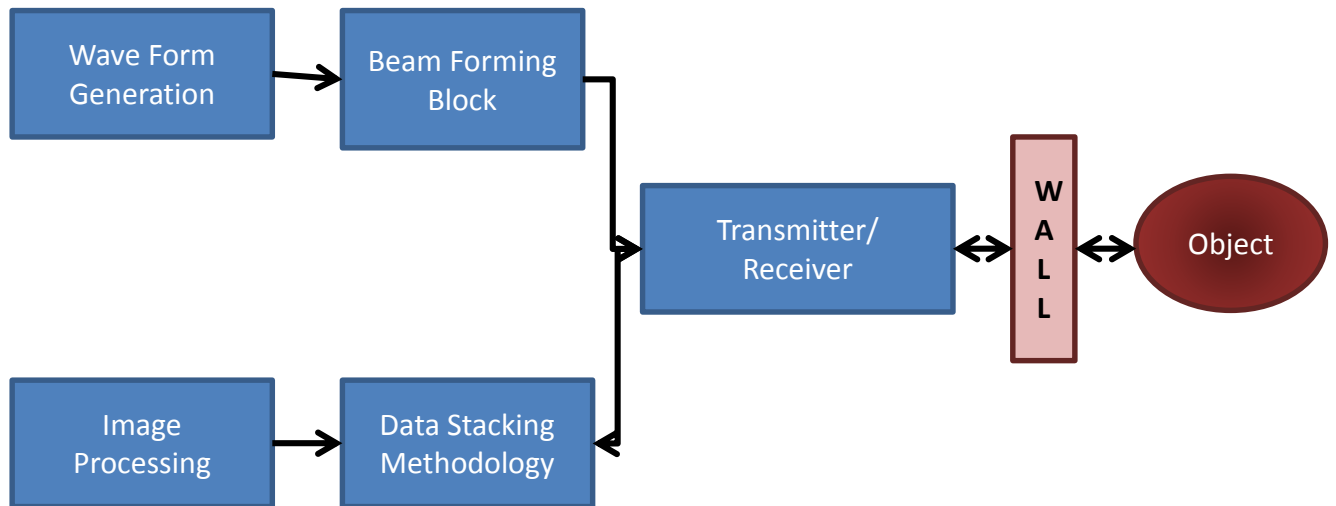 Wave Form
Generation
Beam Forming
Block
Transmitter/
Receiver
W
A
L
L
Object
Image
Processing
Data Stacking
Methodology